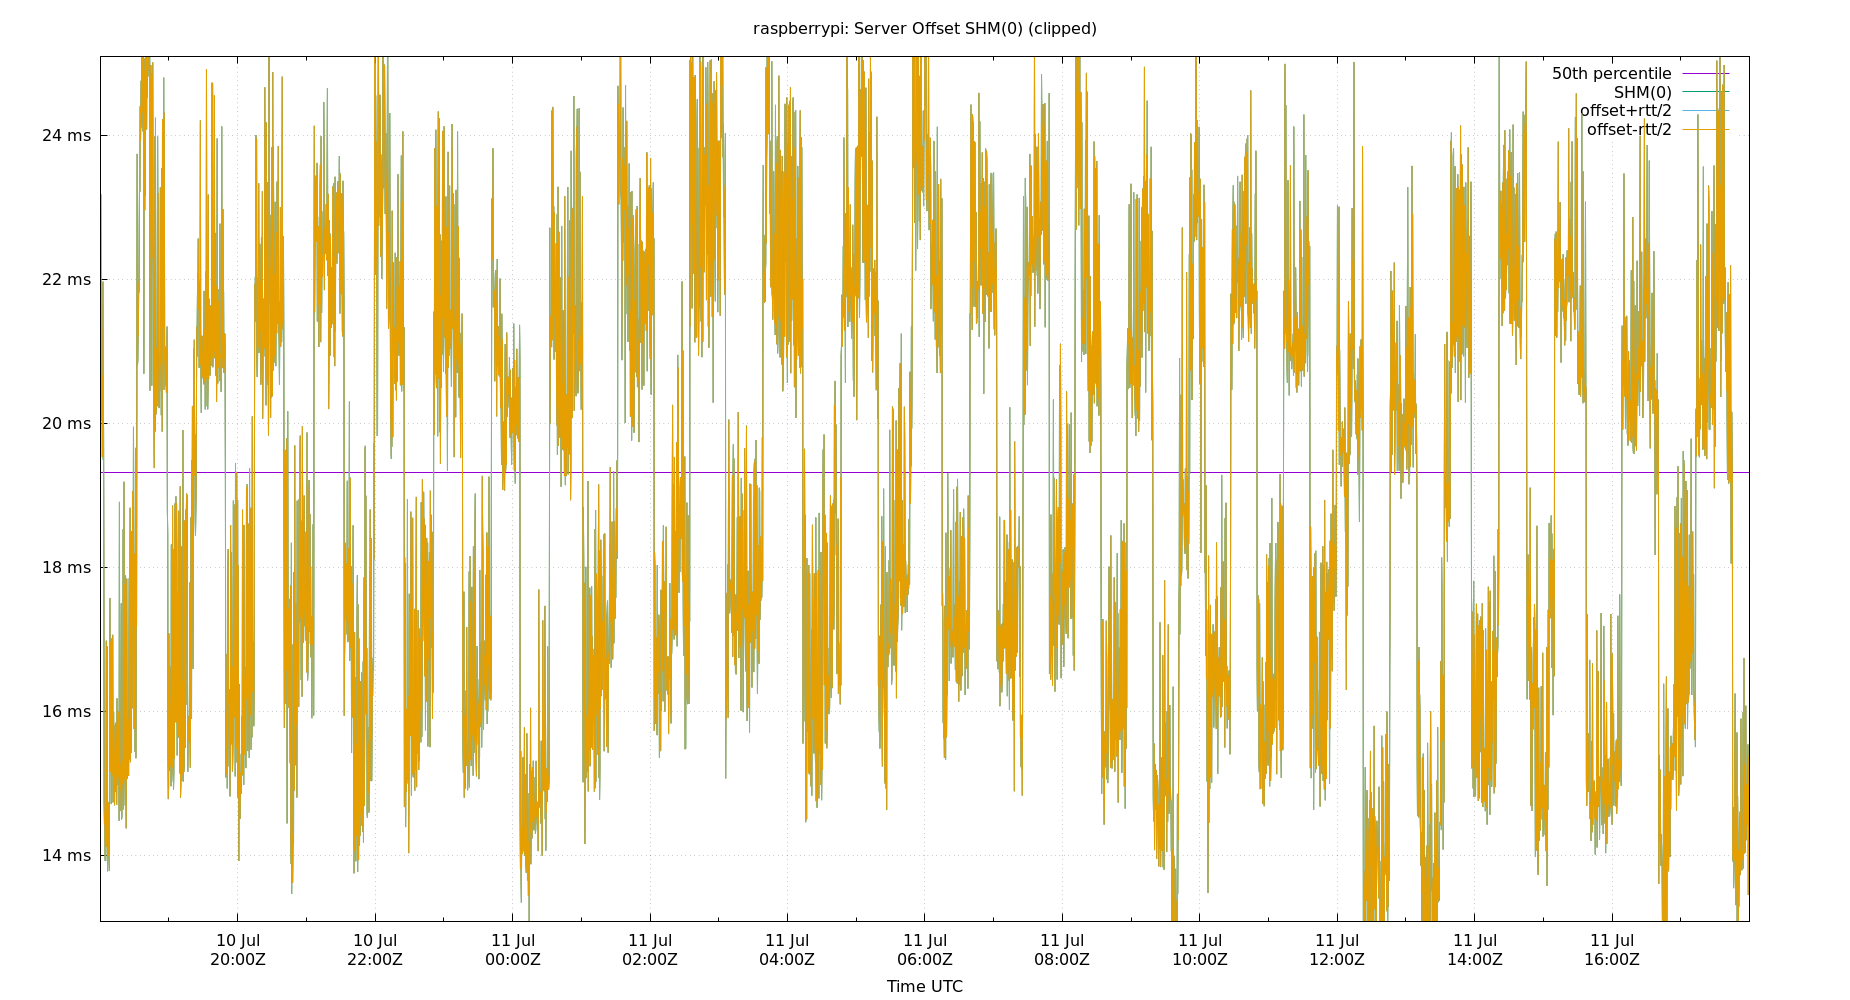 raspberrypi: Server Offset SHM(0) (clipped)
50th percentile
SHM(0)
offset+rtt/2
offset-rtt/2
24 ms
22 ms
20 ms
18 ms
16 ms
14 ms
10 Jul 10 Jul 11 Jul 11 Jul 11 Jul 11 Jul 11 Jul 11 Jul 11 Jul 11 Jul 11 Jul
20:00Z 22:00Z 00:00Z 02:00Z 04:00Z 06:00Z 08:00Z 10:00Z 12:00Z 14:00Z 16:00Z
Time UTC